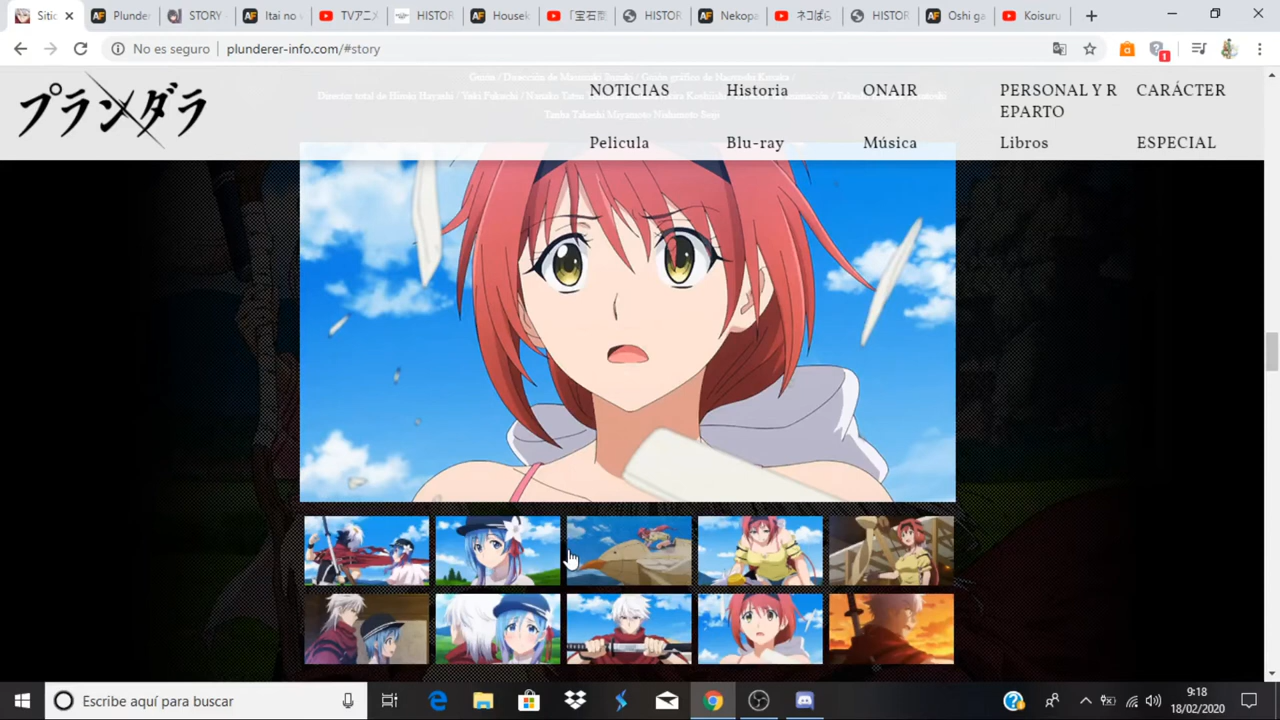 Sitio
Plunder
STORY -
Itai no
TVアニメ
HISTOR
Housek
「宝石商
HISTOR
Nekopa
ネコぱら
HISTOR
Oshi ga
Koisuru
No es seguro
plunderer-info.com/#story
1
プランダラ
NOTICIAS
Historia
ONAIR
PERSONAL Y R
EPARTO
CARÁCTER
Película
Blu-ray
Música
Libros
ESPECIAL
Escribe aquí para buscar
9:18
18/02/2020